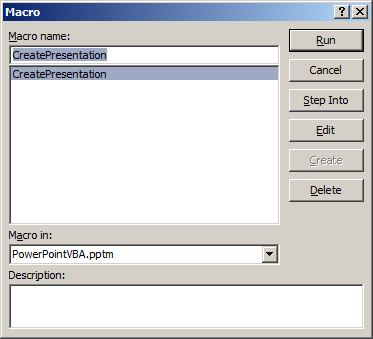 Macro
Macro name:
CreatePresentation
CreatePresentation
Run
Cancel
Step Into
Edit
Create
Delete
Macro in:
PowerPointVBA.pptm
Description: